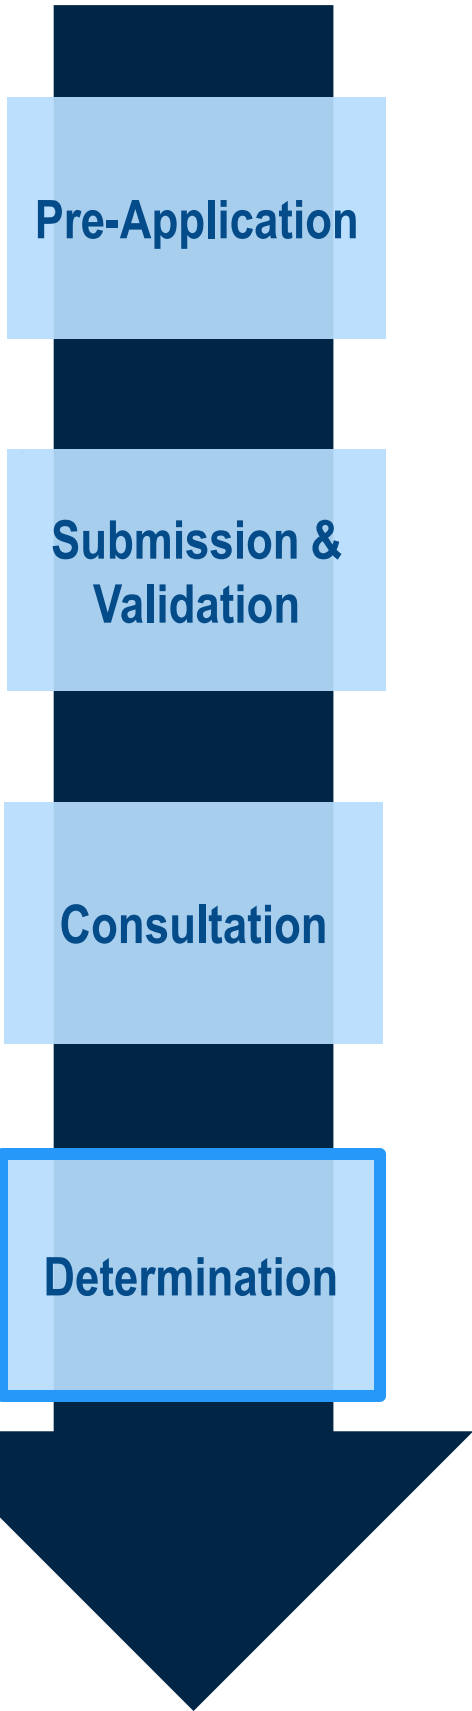 Pre-Application
Submission &
Validation
Consultation
Determination